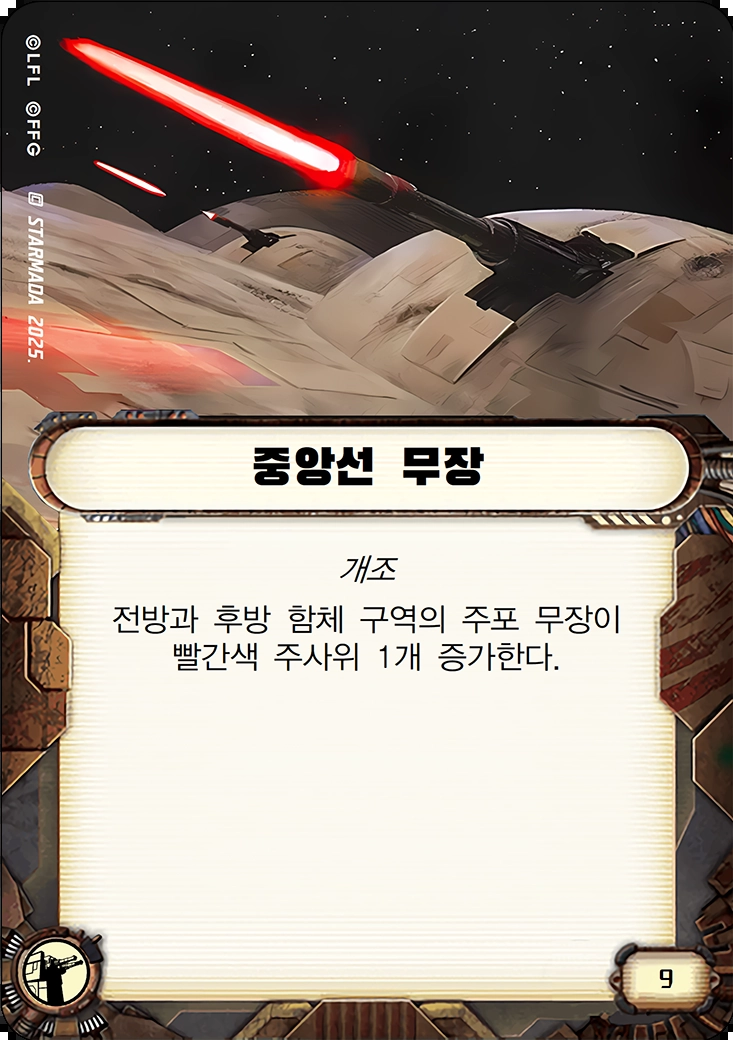 ©LFL ©FFG
STARMADA 2025.
중앙선 무장
개조
전방과 후방 함체 구역의 주포 무장이
빨간색 주사위 1개 증가한다.
9